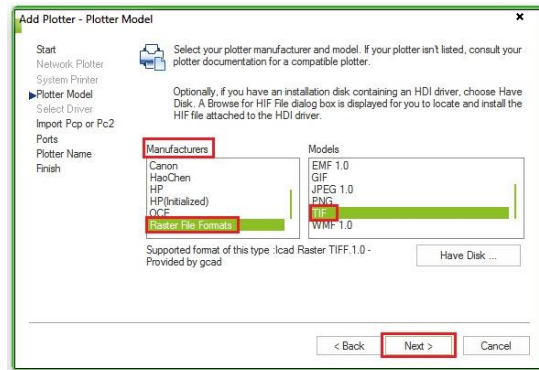 Add Plotter - Plotter Model
×
Start
Network Plotter
System Printer
Plotter Model
Select Driver
Import Pcp or Pc2
Ports
Plotter Name
Finish
Select your plotter manufacturer and model. If your plotter isn't listed, consult your
plotter documentation for a compatible plotter.
Optionally, if you have an installation disk containing an HDI driver, choose Have
Disk. A Browse for HIF File dialog box is displayed for you to locate and install the
HIF file attached to the HDI driver.
Manufacturers
Canon
HaoChen
HP
HP(Initialized)
OCE
Raster File Formats
Models
EMF 1.0
GIF
JPEG 1.0
PNG
TIF
WMF 1.0
Supported format of this type :Icad Raster TIFF.1.0 -
Provided by gcad
Have Disk ...
< Back
Next >
Cancel